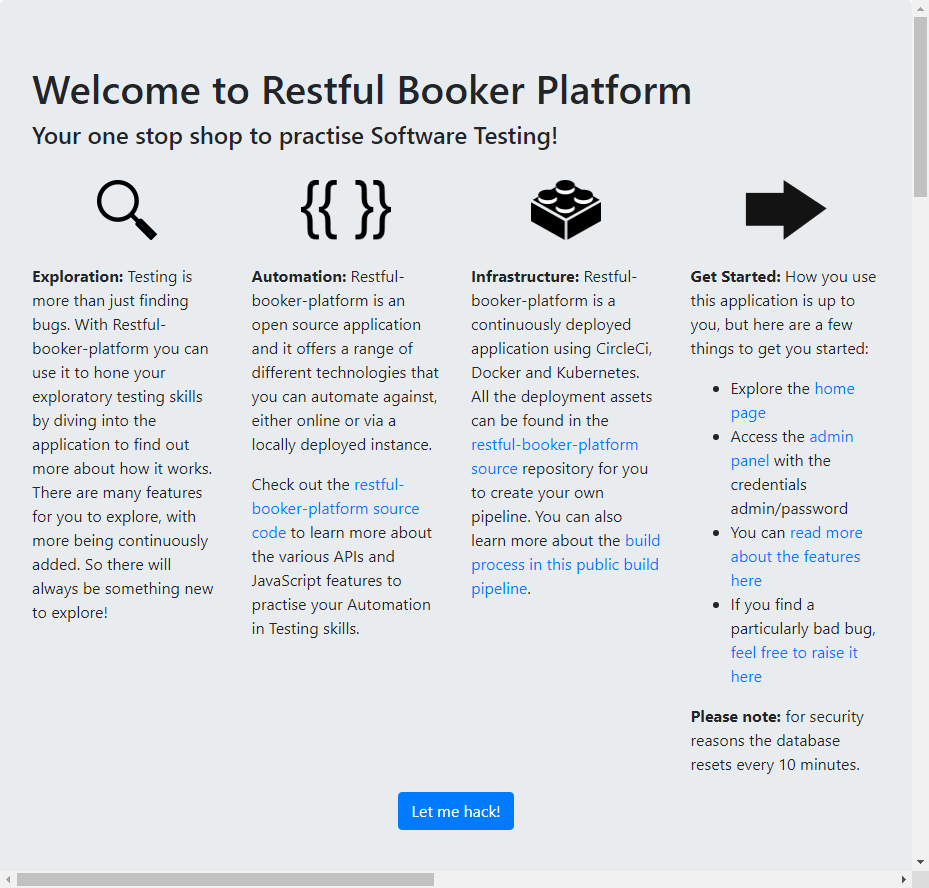 Welcome to Restful Booker Platform
Your one stop shop to practise Software Testing!
{{ }}
Exploration: Testing is
more than just finding
bugs. With Restful-
booker-platform you can
use it to hone your
exploratory testing skills
by diving into the
application to find out
more about how it works.
There are many features
for you to explore, with
more being continuously
added. So there will
always be something new
to explore!
Automation: Restful-
booker-platform is an
open source application
and it offers a range of
different technologies that
you can automate against,
either online or via a
locally deployed instance.
Check out the restful-
booker-platform source
code to learn more about
the various APIs and
JavaScript features to
practise your Automation
in Testing skills.
Infrastructure: Restful-
booker-platform is a
continuously deployed
application using CircleCi,
Docker and Kubernetes.
All the deployment assets
can be found in the
restful-booker-platform
source repository for you
to create your own
pipeline. You can also
learn more about the build
process in this public build
pipeline.
Get Started: How you use
this application is up to
you, but here are a few
things to get you started:
• Explore the home
page
• Access the admin
panel with the
credentials
admin/password
• You can read more
about the features
here
• If you find a
particularly bad bug,
feel free to raise it
here
Please note: for security
reasons the database
resets every 10 minutes.
Let me hack!